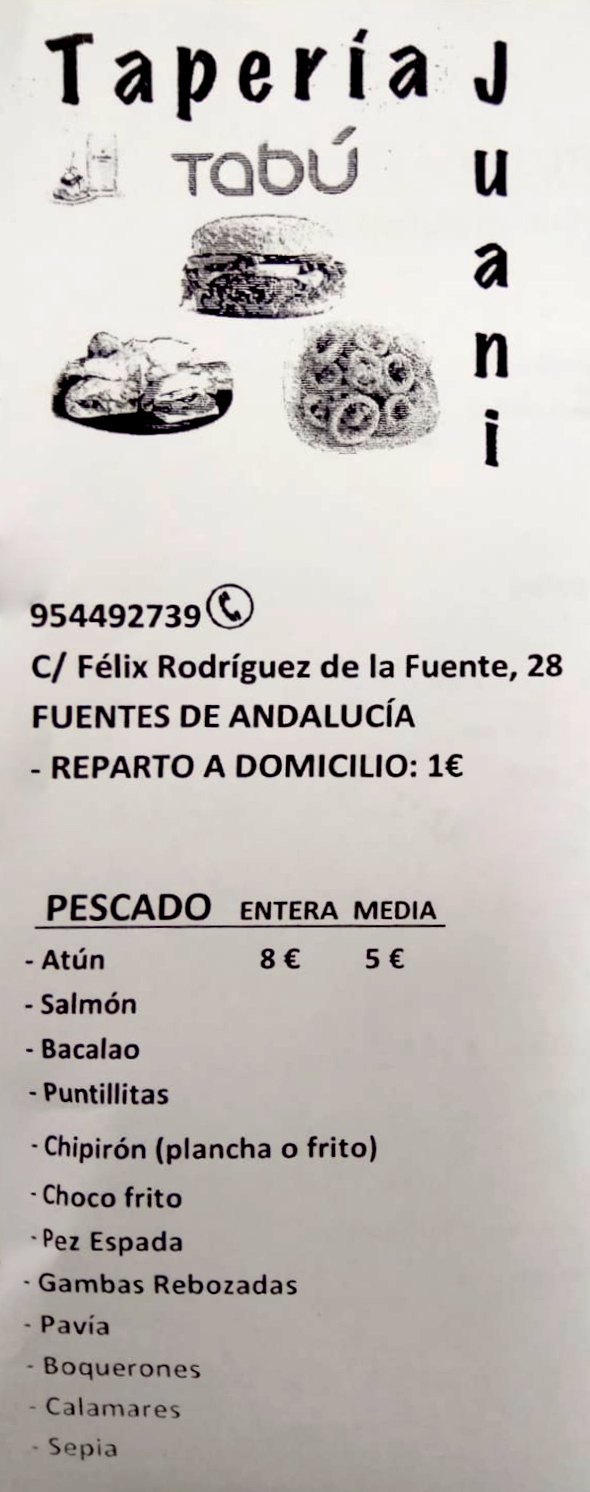 Tapería Juani
Tabú
954492739
C/ Félix Rodríguez de la Fuente, 28
FUENTES DE ANDALUCÍA
- REPARTO A DOMICILIO: 1€
PESCADO ENTERA MEDIA
- Atún 8 € 5 €
- Salmón
- Bacalao
- Puntillitas
- Chipirón (plancha o frito)
- Choco frito
- Pez Espada
- Gambas Rebozadas
- Pavía
- Boquerones
- Calamares
- Sepia